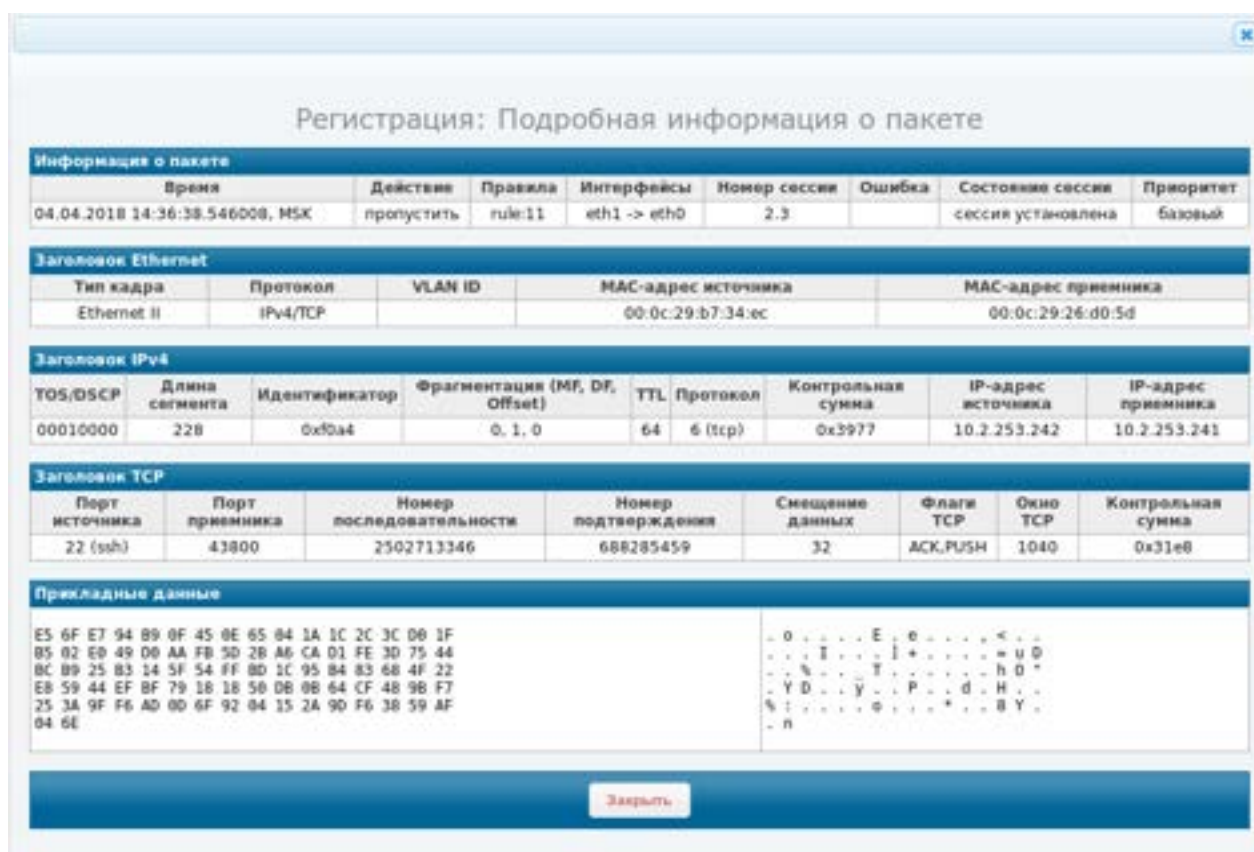 Регистрация: Подробная информация о пакете
Информация о пакете
Время Действие Правила Интерфейсы Номер сессии Ошибка Состояние сессии Приоритет
04.04.2018 14:36:38.546008, MSK пропустить rule:11 eth1 -> eth0 2.3 сессия установлена базовый
Заголовок Ethernet
Тип кадра Протокол VLAN ID MAC-адрес источника MAC-адрес приемника
Ethernet II IPv4/TCP 00:0c:29:b7:34:ec 00:0c:29:26:d0:5d
Заголовок IPv4
TOS/DSCP Длина сегмента Идентификатор Фрагментация (MF, DF, Offset) TTL Протокол Контрольная сумма IP-адрес источника IP-адрес приемника
00010000 228 0xf0a4 0, 1, 0 64 6 (tcp) 0x3977 10.2.253.242 10.2.253.241
Заголовок TCP
Порт источника Порт приемника Номер последовательности Номер подтверждения Смещение данных Флаги TCP Окно TCP Контрольная сумма
22 (ssh) 43800 2502713346 688285459 32 ACK,PUSH 1040 0x31e8
Прикладные данные
E5 6F E7 94 89 0F 45 0E 65 04 1A 1C 2C 3C D0 1F . o . . . . E . e . . . , < . .
B5 02 E0 49 D0 AA FB 5D 2B A6 CA D1 FE 3D 75 44 . . . I . . . ] + . . . . = u D
BC B9 25 83 14 5F 54 FF BD 1C 95 84 83 68 4F 22 . . % . . _ T . . . . . . h O "
E8 59 44 EF BF 79 18 18 50 DB 0B 64 CF 48 9B F7 . Y D . . y . . P . . d . H . .
25 3A 9F F6 AD 0D 6F 92 04 15 2A 9D F6 38 59 AF % : . . . . o . . . * . . 8 Y .
04 6E . n
Закрыть